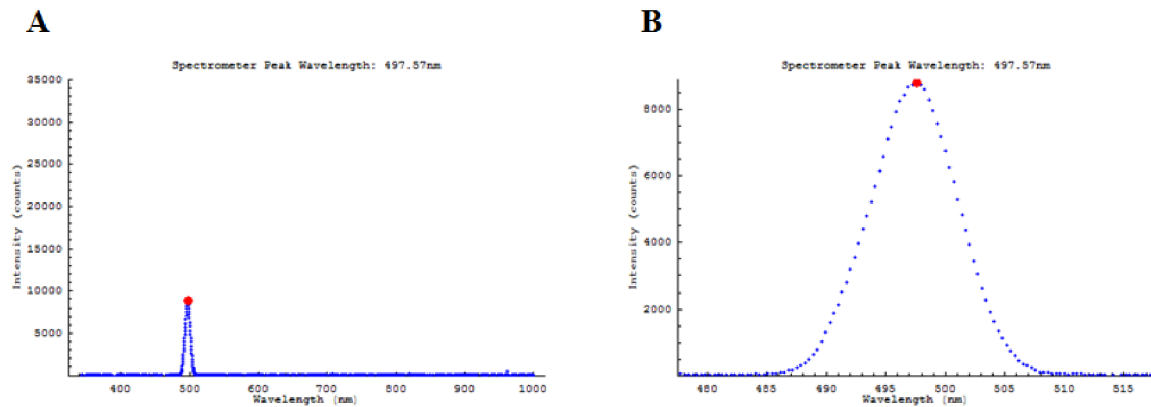 A
B
Spectrometer Peak Wavelength: 497.57nm
35000
30000
25000
20000
15000
10000
5000
Intensity (counts)
400 500 600 700 800 900 1000
Wavelength (nm)
Spectrometer Peak Wavelength: 497.57nm
8000
6000
4000
2000
Intensity (counts)
480 485 490 495 500 505 510 515
Wavelength (nm)